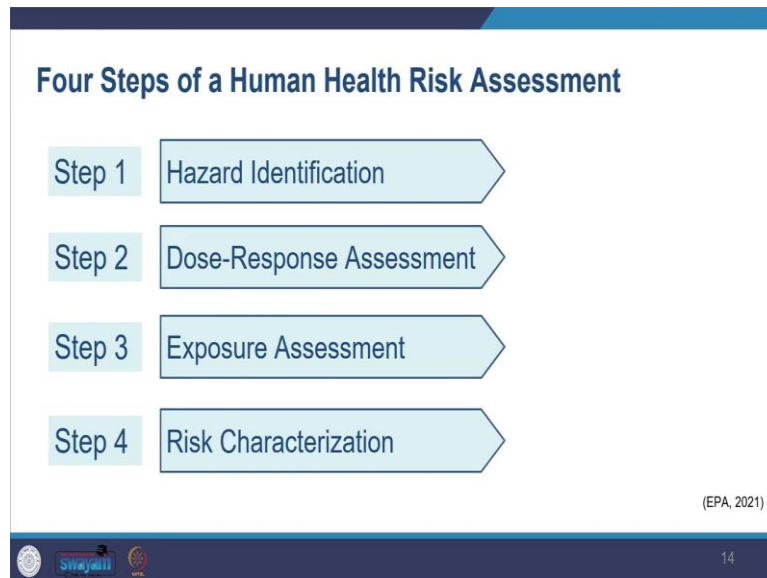 Four Steps of a Human Health Risk Assessment
Step 1 Hazard Identification
Step 2 Dose-Response Assessment
Step 3 Exposure Assessment
Step 4 Risk Characterization
(EPA, 2021)
swayam
14